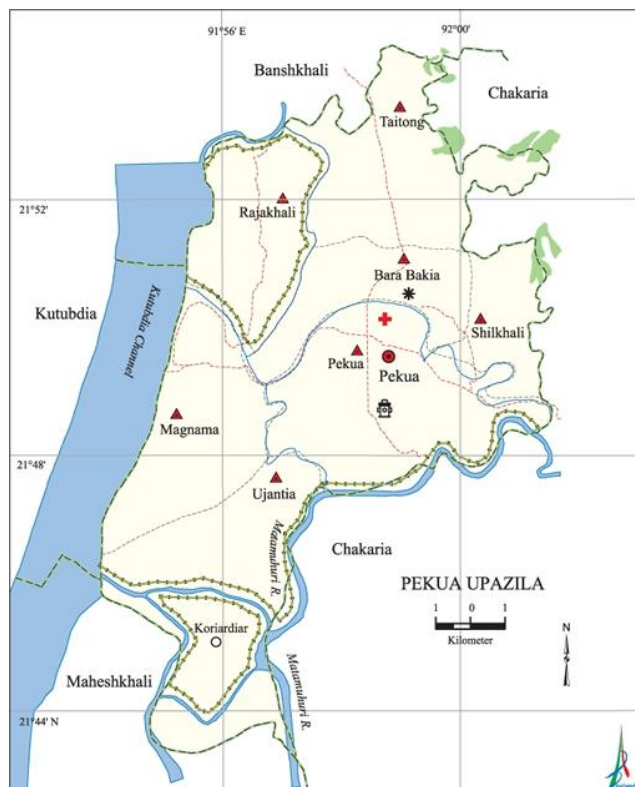 91°56' E
92°00'
Banshkhali
Chakaria
Taitong
21°52'
Rajakhali
Bara Bakia
Kutubdia
Kutubdia Channel
Shilkhali
Pekua
Pekua
Magnama
21°48'
Ujantia
Matamuhuri R.
Chakaria
PEKUA UPAZILA
1 0 1
Kilometer
N
Koriardiar
Maheshkhali
Matamuhuri R.
21°44' N